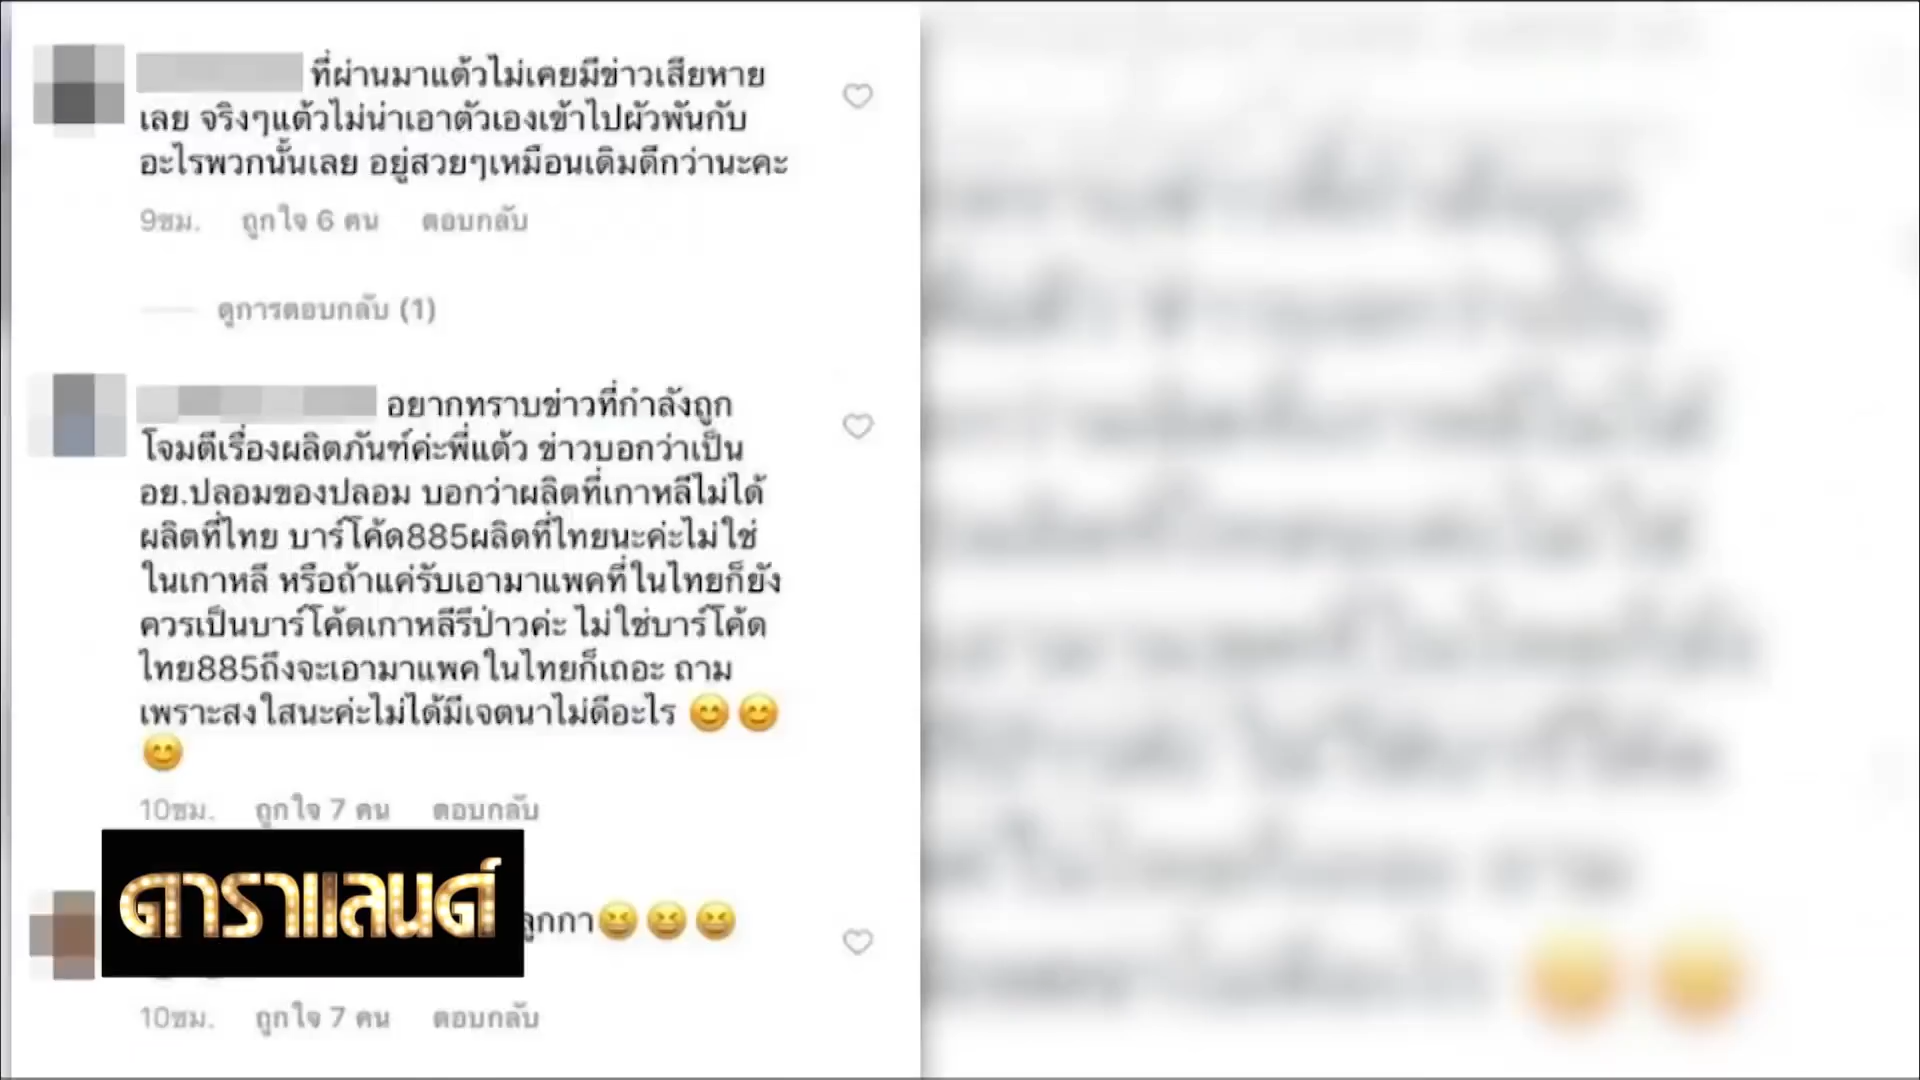 ที่ผ่านมาแต้วไม่เคยมีข่าวเสียหาย
เลย จริงๆแต้วไม่น่าเอาตัวเองเข้าไปผัวพันกับ
อะไรพวกนั้นเลย อยู่สวยๆเหมือนเดิมดีกว่านะคะ
9ชม. ถูกใจ 6 คน ตอบกลับ
ดูการตอบกลับ (1)
อยากทราบข่าวที่กำลังถูก
โจมตีเรื่องผลิตภันฑ์ค่ะพี่แต้ว ข่าวบอกว่าเป็น
อย.ปลอมของปลอม บอกว่าผลิตที่เกาหลีไม่ได้
ผลิตที่ไทย บาร์โค้ด885ผลิตที่ไทยนะค่ะไม่ใช่
ในเกาหลี หรือถ้าแค่รับเอามาแพคที่ในไทยก็ยัง
ควรเป็นบาร์โค้ดเกาหลีรึป่าวค่ะ ไม่ใช่บาร์โค้ด
ไทย885ถึงจะเอามาแพคในไทยก็เถอะ ถาม
เพราะสงใสนะค่ะไม่ได้มีเจตนาไม่ดีอะไร 😊😊
😊
10ชม. ถูกใจ 7 คน ตอบกลับ
ดาราแลนด์
ลูกกา😆😆😆
10ชม. ถูกใจ 7 คน ตอบกลับ